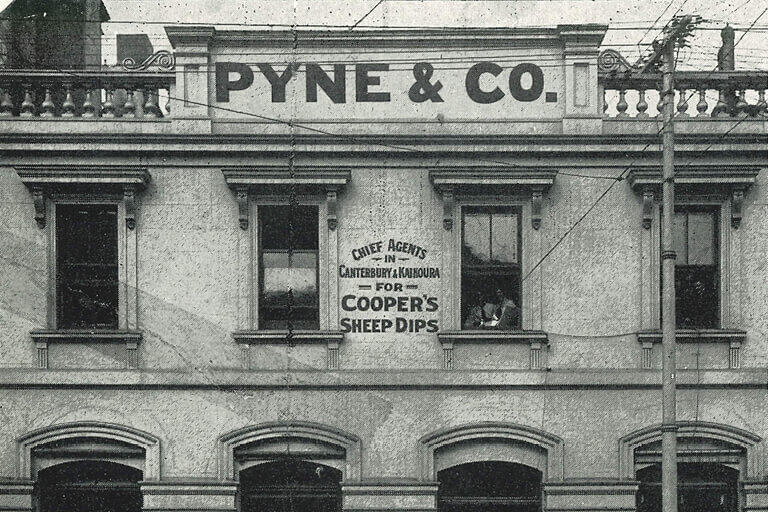 PYNE & CO.
CHIEF AGENTS
IN
CANTERBURY & KAIKOURA
FOR
COOPER'S
SHEEP DIPS